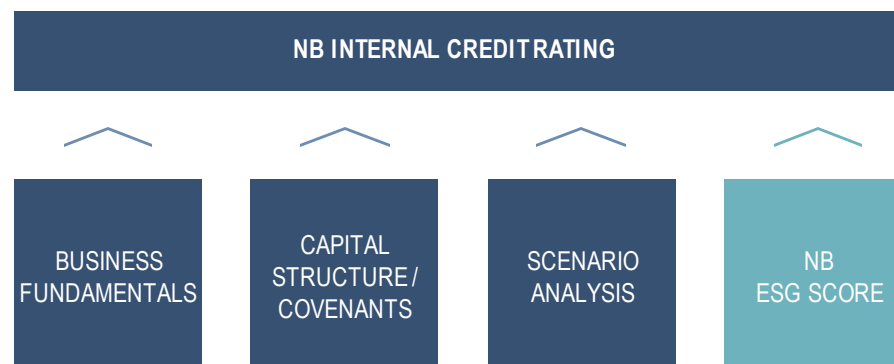 NB INTERNAL CREDIT RATING
BUSINESS
FUNDAMENTALS
CAPITAL
STRUCTURE /
COVENANTS
SCENARIO
ANALYSIS
NB
ESG SCORE